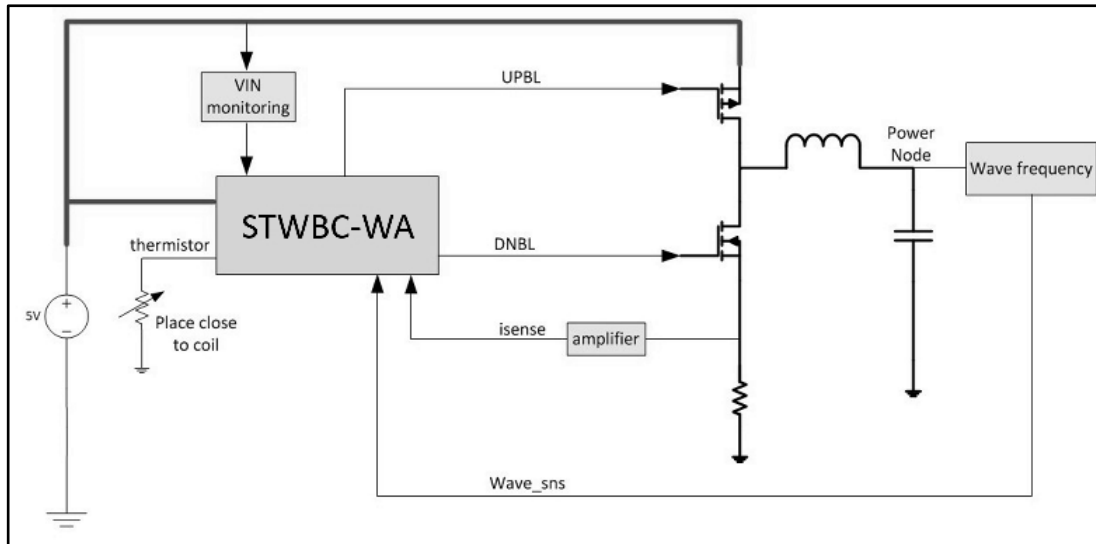 VIN
monitoring
UPBL
Power
Node
Wave frequency
STWBC-WA
thermistor
DNBL
5V
+
−
Place close
to coil
isense
amplifier
Wave_sns